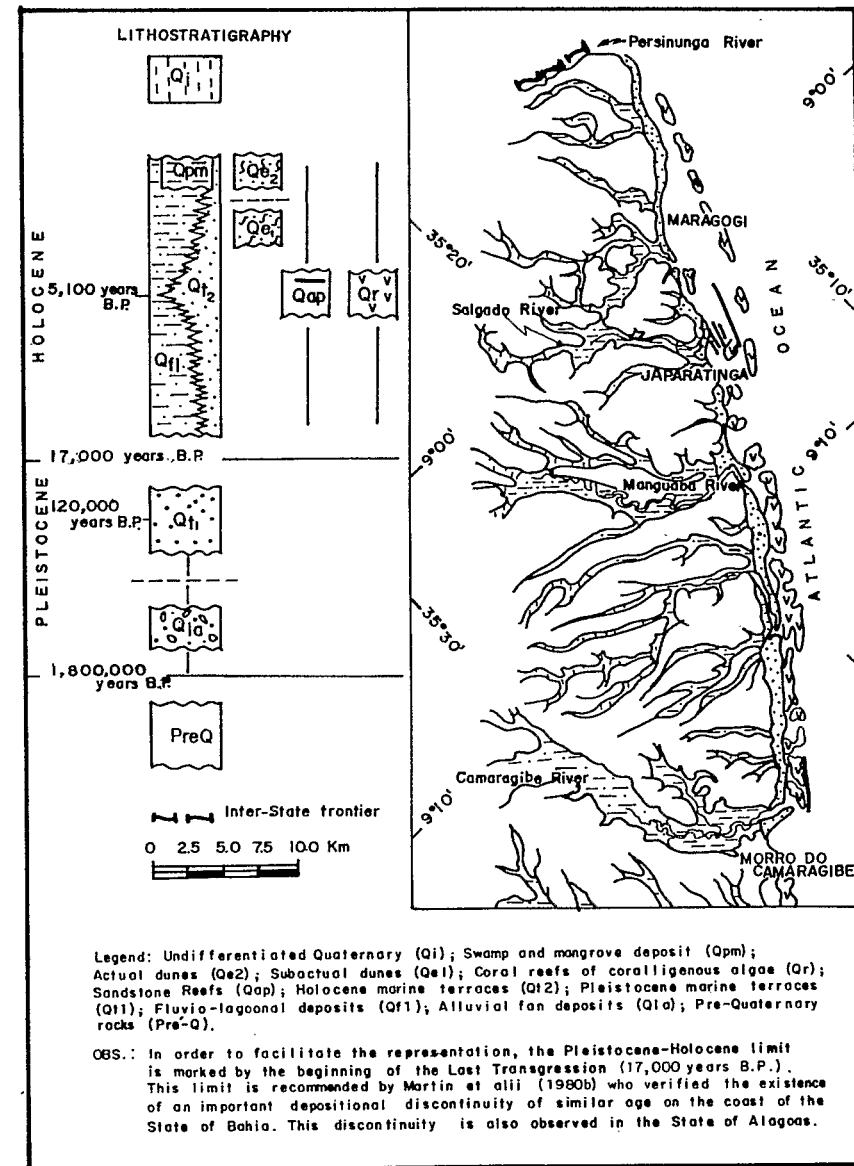 LITHOSTRATIGRAPHY
Qi
Qpm
Qe2
Qe1
HOLOCENE
5,100 years
B.P.
Qt2
Qap
Qr
Qf1
17,000 years B.P.
PLEISTOCENE
120,000
years B.P.
Qt1
Qla
1,800,000
years B.P.
PreQ
Inter-State frontier
0 2.5 5.0 7.5 10.0 Km
Persinunga River
9°00'
MARAGOGI
35°20'
35°10'
Salgado River
OCEAN
JAPARATINGA
9°00'
9°10'
Manguaba River
ATLANTIC
35°30'
Camaragibe River
9°10'
MORRO DO
CAMARAGIBE
Legend: Undifferentiated Quaternary (Qi); Swamp and mangrove deposit (Qpm);
Actual dunes (Qe2); Subactual dunes (Qe1); Coral reefs of coralligenous algae (Qr);
Sandstone Reefs (Qap); Holocene marine terraces (Qt2); Pleistocene marine terraces
(Qt1); Fluvio-lagoonal deposits (Qf1); Alluvial fan deposits (Qla); Pre-Quaternary
rocks (Pre-Q).
OBS.: In order to facilitate the representation, the Pleistocene-Holocene limit
is marked by the beginning of the Last Transgression (17,000 years B.P.).
This limit is recommended by Martin et alii (1980b) who verified the existence
of an important depositional discontinuity of similar age on the coast of the
State of Bahia. This discontinuity is also observed in the State of Alagoas.